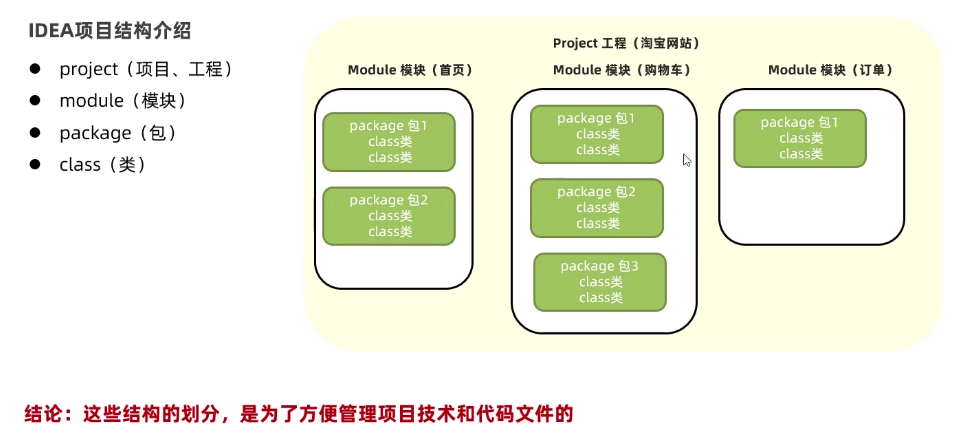 IDEA项目结构介绍
● project（项目、工程）
● module（模块）
● package（包）
● class（类）
Project 工程（淘宝网站）
Module 模块（首页）
package 包1
class类
class类
package 包2
class类
class类
Module 模块（购物车）
package 包1
class类
class类
package 包2
class类
class类
package 包3
class类
class类
Module 模块（订单）
package 包1
class类
class类
结论：这些结构的划分，是为了方便管理项目技术和代码文件的